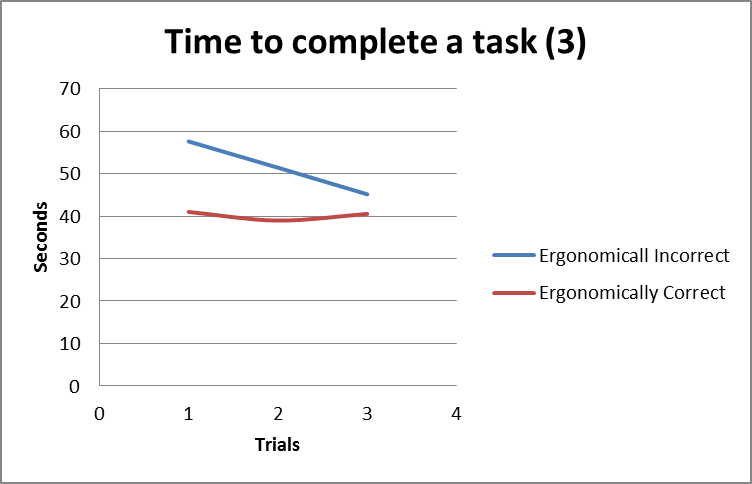 Time to complete a task (3)
70
60
50
40
30
20
10
0
Seconds
0 1 2 3 4
Trials
Ergonomicall Incorrect
Ergonomically Correct